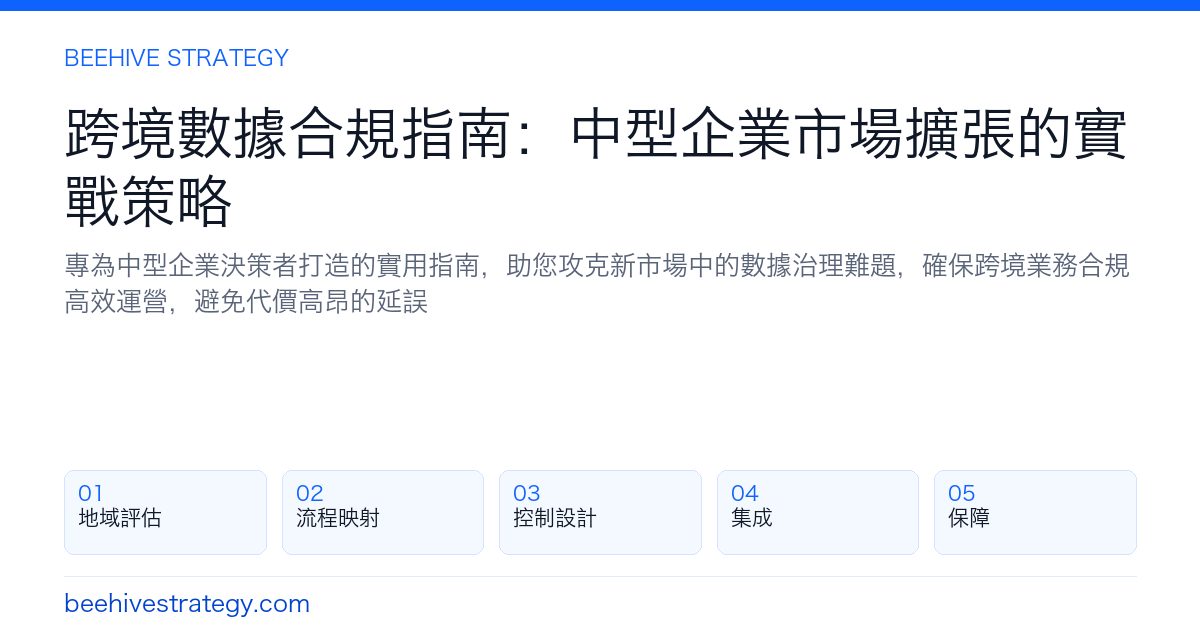 BEEHIVE STRATEGY
跨境數據合規指南：中型企業市場擴張的實
戰策略
專為中型企業決策者打造的實用指南，助您攻克新市場中的數據治理難題，確保跨境業務合規
高效運營，避免代價高昂的延誤
01
地域評估
02
流程映射
03
控制設計
04
集成
05
保障
beehivestrategy.com